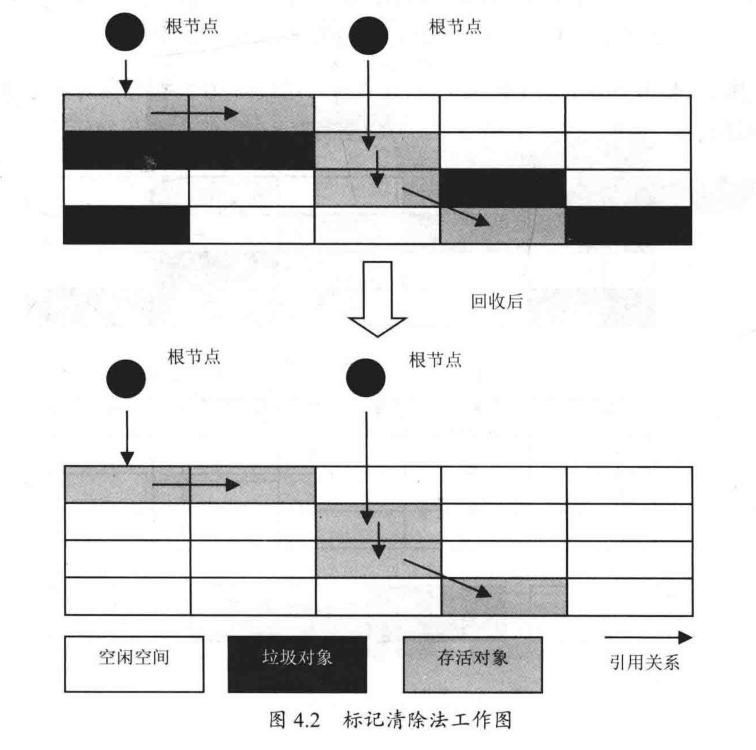 根节点
根节点
回收后
根节点
根节点
空闲空间
垃圾对象
存活对象
引用关系
图 4.2 标记清除法工作图